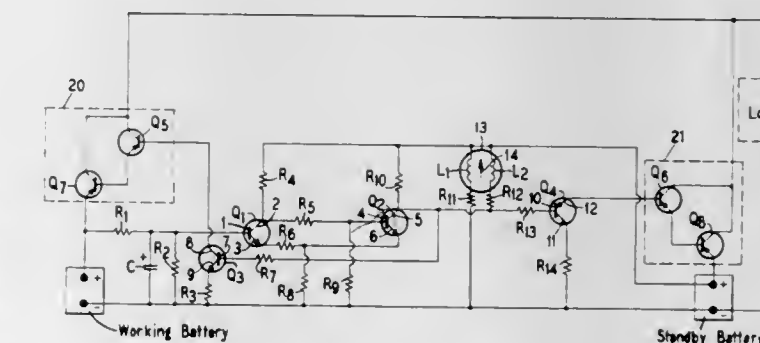 20
Q5
Q7
R1
R2
C
+
8
9
R3
Q3
7
1
Q1
2
3
R4
R5
R6
R7
R8
R9
R10
4
Q2
5
6
13
14
L1
L2
R11
R12
R13
10
Q4
12
11
R14
21
Q6
Q8
Lo
+
-
Working Battery
+
-
Standby Battery